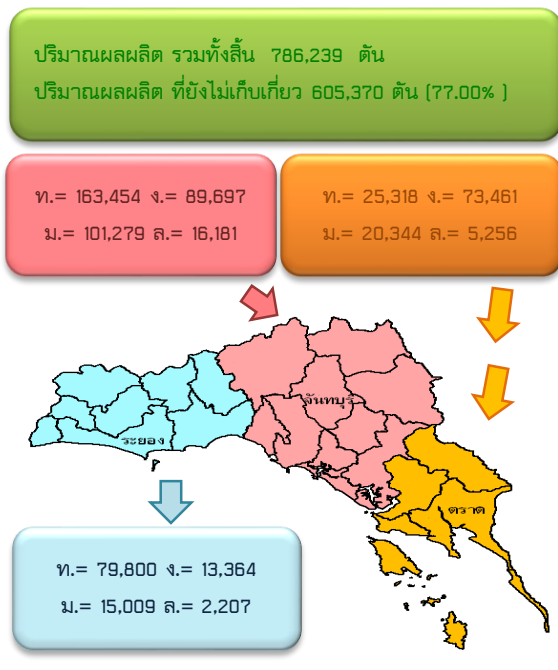 ปริมาณผลผลิต รวมทั้งสิ้น 786,239 ตัน
ปริมาณผลผลิต ที่ยังไม่เก็บเกี่ยว 605,370 ตัน (77.00% )
ท.= 163,454 ง.= 89,697
ม.= 101,279 ล.= 16,181
ท.= 25,318 ง.= 73,461
ม.= 20,344 ล.= 5,256
จันทบุรี
ระยอง
ตราด
ท.= 79,800 ง.= 13,364
ม.= 15,009 ล.= 2,207